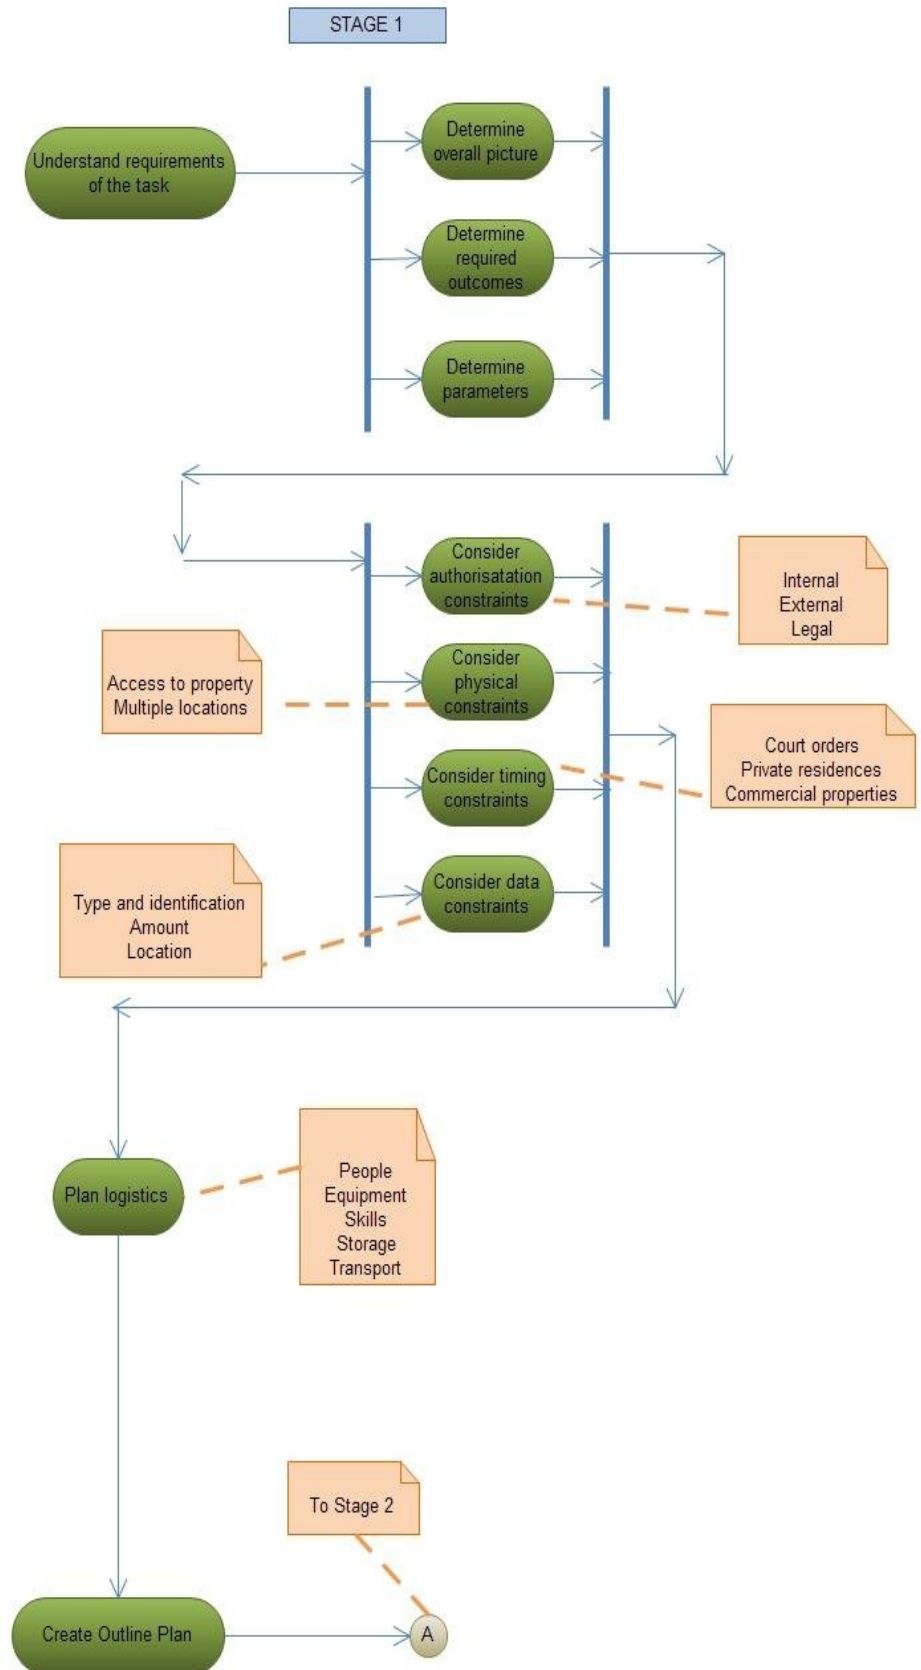 STAGE 1
Understand requirements
of the task
Determine
overall picture
Determine
required
outcomes
Determine
parameters
Consider
authorisatation
constraints
Internal
External
Legal
Access to property
Multiple locations
Consider
physical
constraints
Court orders
Private residences
Commercial properties
Consider timing
constraints
Type and identification
Amount
Location
Consider data
constraints
Plan logistics
People
Equipment
Skills
Storage
Transport
To Stage 2
Create Outline Plan
A